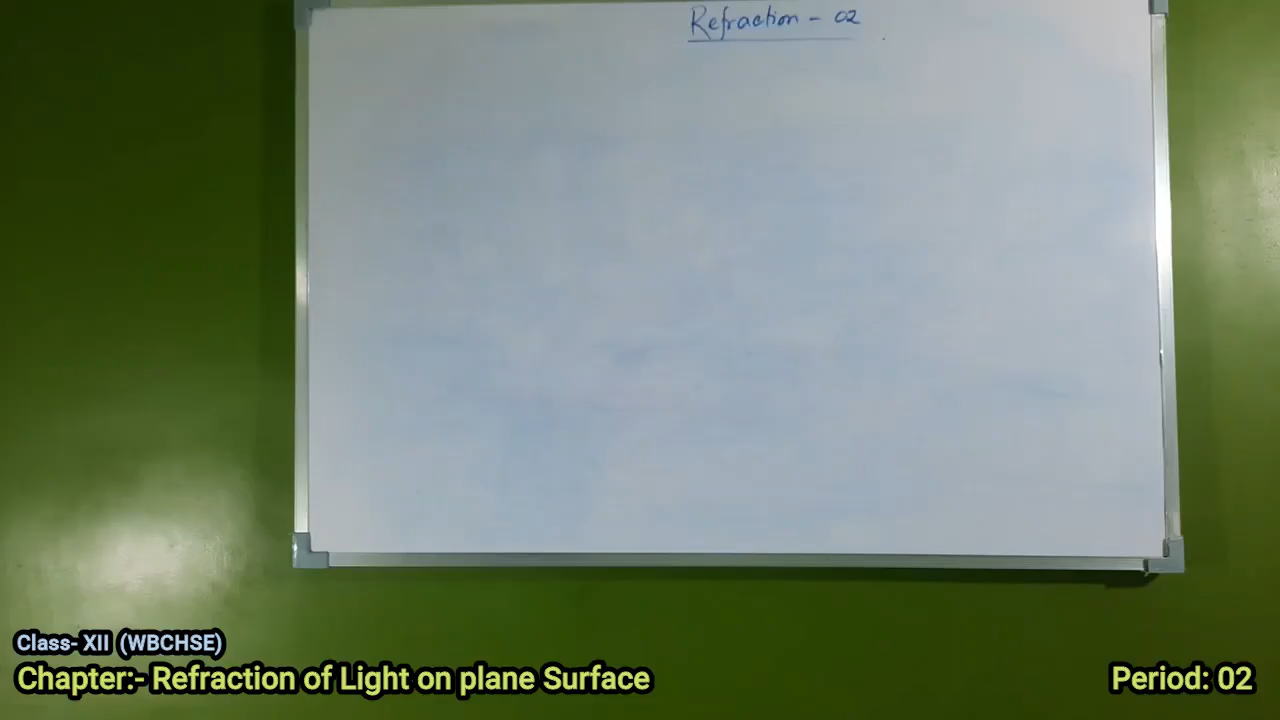 Refraction - 02
Class- XII (WBCHSE)
Chapter:- Refraction of Light on plane Surface
Period: 02